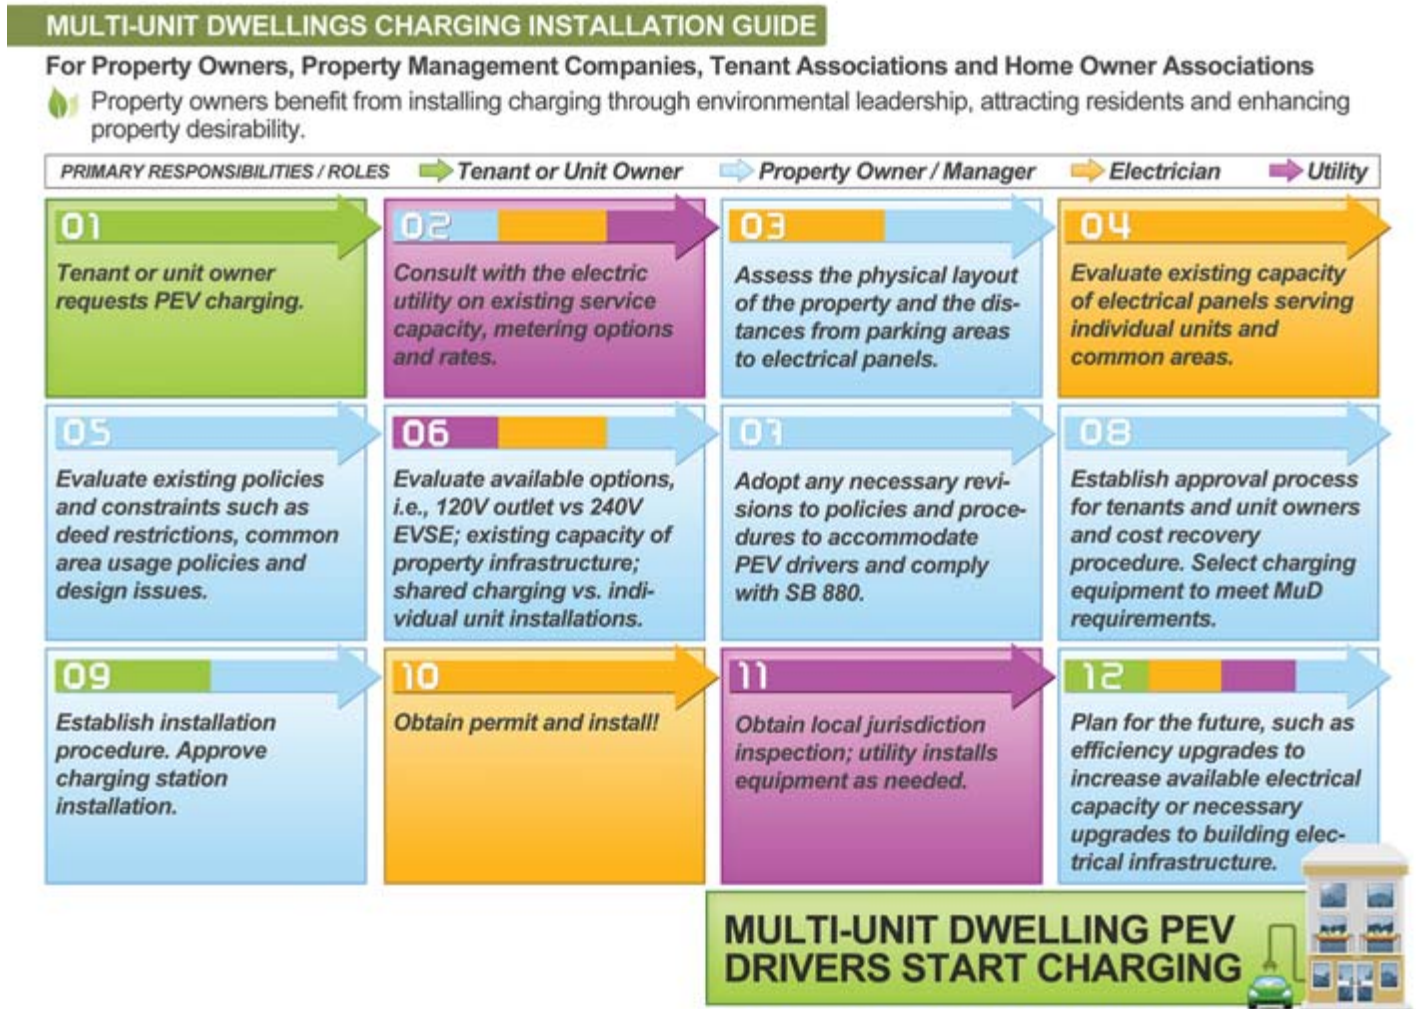 MULTI-UNIT DWELLINGS CHARGING INSTALLATION GUIDE
For Property Owners, Property Management Companies, Tenant Associations and Home Owner Associations
Property owners benefit from installing charging through environmental leadership, attracting residents and enhancing
property desirability.
PRIMARY RESPONSIBILITIES / ROLES Tenant or Unit Owner Property Owner / Manager Electrician Utility
01
Tenant or unit owner
requests PEV charging.
02
Consult with the electric
utility on existing service
capacity, metering options
and rates.
03
Assess the physical layout
of the property and the dis-
tances from parking areas
to electrical panels.
04
Evaluate existing capacity
of electrical panels serving
individual units and
common areas.
05
Evaluate existing policies
and constraints such as
deed restrictions, common
area usage policies and
design issues.
06
Evaluate available options,
i.e., 120V outlet vs 240V
EVSE; existing capacity of
property infrastructure;
shared charging vs. indi-
vidual unit installations.
07
Adopt any necessary revi-
sions to policies and proce-
dures to accommodate
PEV drivers and comply
with SB 880.
08
Establish approval process
for tenants and unit owners
and cost recovery
procedure. Select charging
equipment to meet MuD
requirements.
09
Establish installation
procedure. Approve
charging station
installation.
10
Obtain permit and install!
11
Obtain local jurisdiction
inspection; utility installs
equipment as needed.
12
Plan for the future, such as
efficiency upgrades to
increase available electrical
capacity or necessary
upgrades to building elec-
trical infrastructure.
MULTI-UNIT DWELLING PEV
DRIVERS START CHARGING